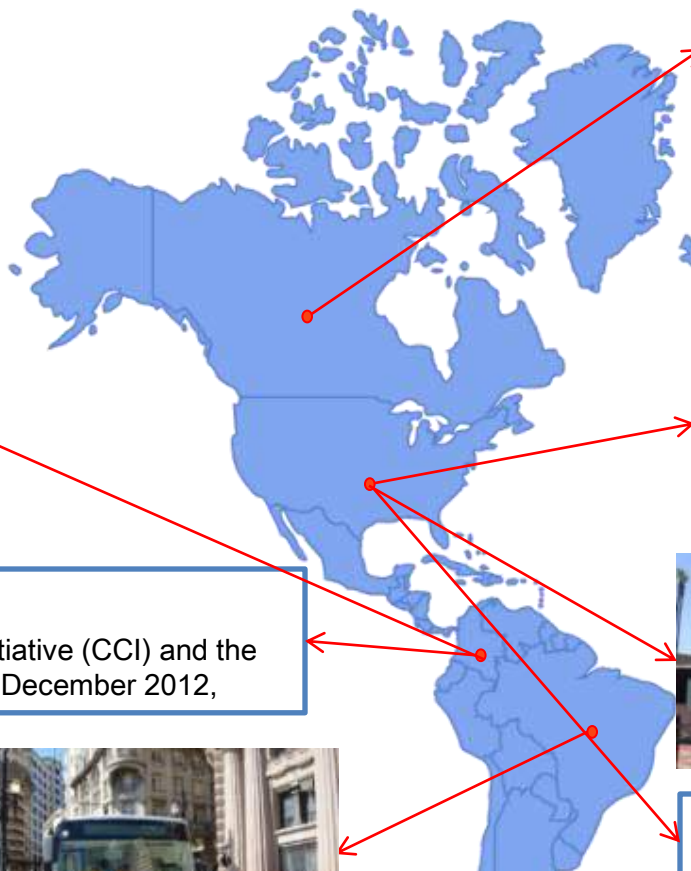 tiative (CCI) and the
December 2012,